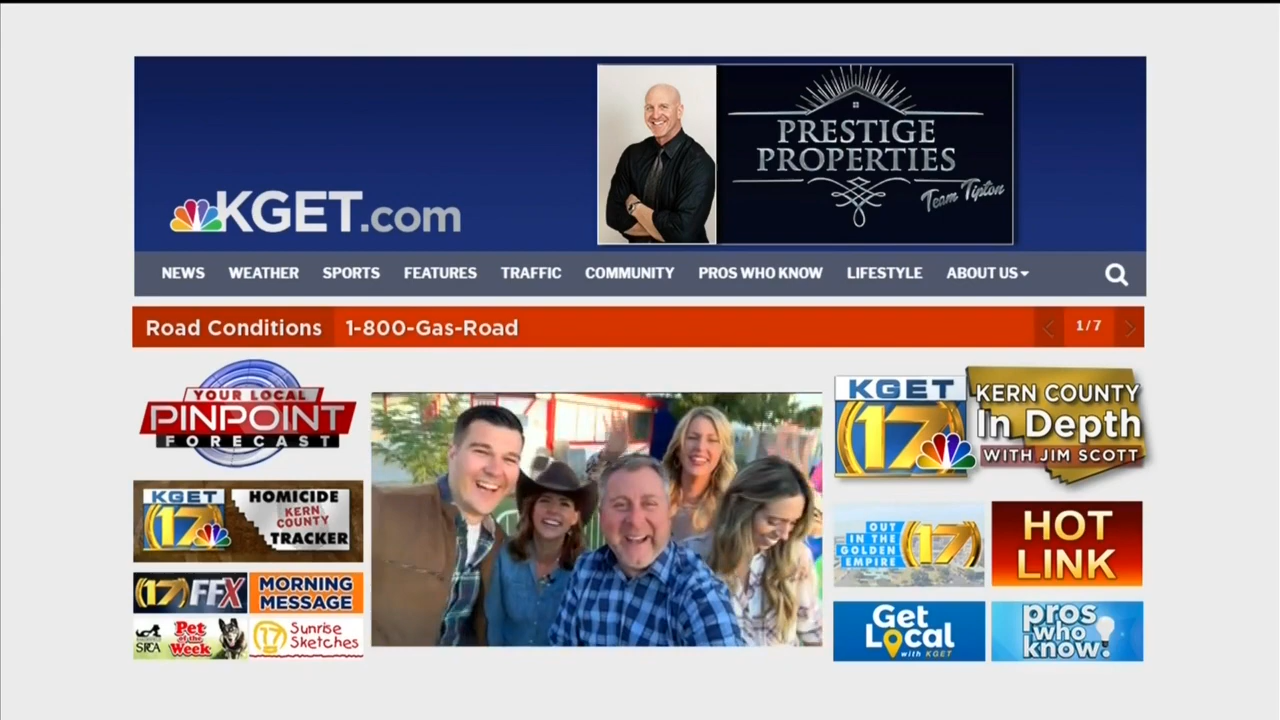 PRESTIGE
PROPERTIES
Team Tipton
KGET.com
NEWS WEATHER SPORTS FEATURES TRAFFIC COMMUNITY PROS WHO KNOW LIFESTYLE ABOUT US
Road Conditions 1-800-Gas-Road 1/7
YOUR LOCAL
PINPOINT
FORECAST
KGET
17
HOMICIDE
KERN
COUNTY
TRACKER
17 FFX
MORNING
MESSAGE
SPCA
Pet
of the
Week
17
Sunrise
Sketches
KGET
17
KERN COUNTY
In Depth
WITH JIM SCOTT
OUT
IN THE
GOLDEN
EMPIRE
17
HOT
LINK
Get
Local
with KGET
pros
who
know!